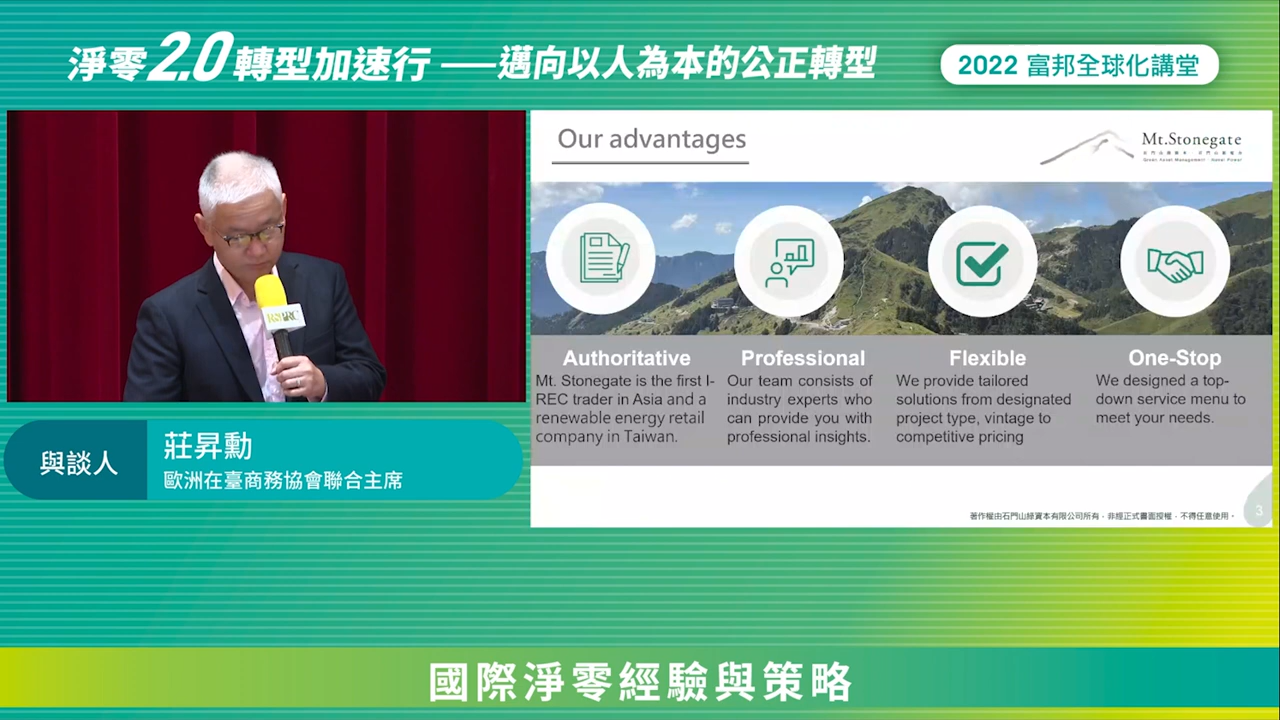 淨零2.0轉型加速行——邁向以人為本的公正轉型
2022 富邦全球化講堂
Our advantages
Mt.Stonegate
Green Asset Management．Solar Power
Authoritative
Mt. Stonegate is the first I-
REC trader in Asia and a
renewable energy retail
company in Taiwan.
Professional
Our team consists of
industry experts who
can provide you with
professional insights.
Flexible
We provide tailored
solutions from designated
project type, vintage to
competitive pricing
One-Stop
We designed a top-
down service menu to
meet your needs.
著作權由石門山綠資本有限公司所有，非經正式書面授權，不得任意使用。
3
與談人
莊昇勳
歐洲在臺商務協會聯合主席
國際淨零經驗與策略